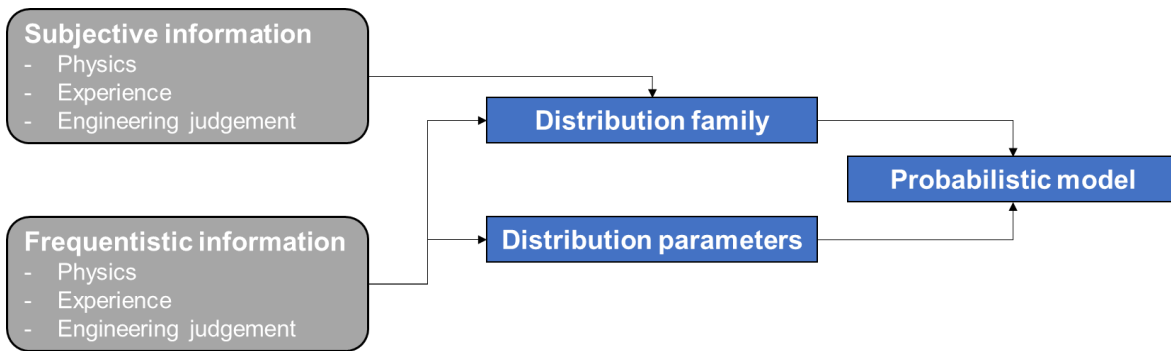 Subjective information
- Physics
- Experience
- Engineering judgement
Distribution family
Probabilistic model
Frequentistic information
- Physics
- Experience
- Engineering judgement
Distribution parameters